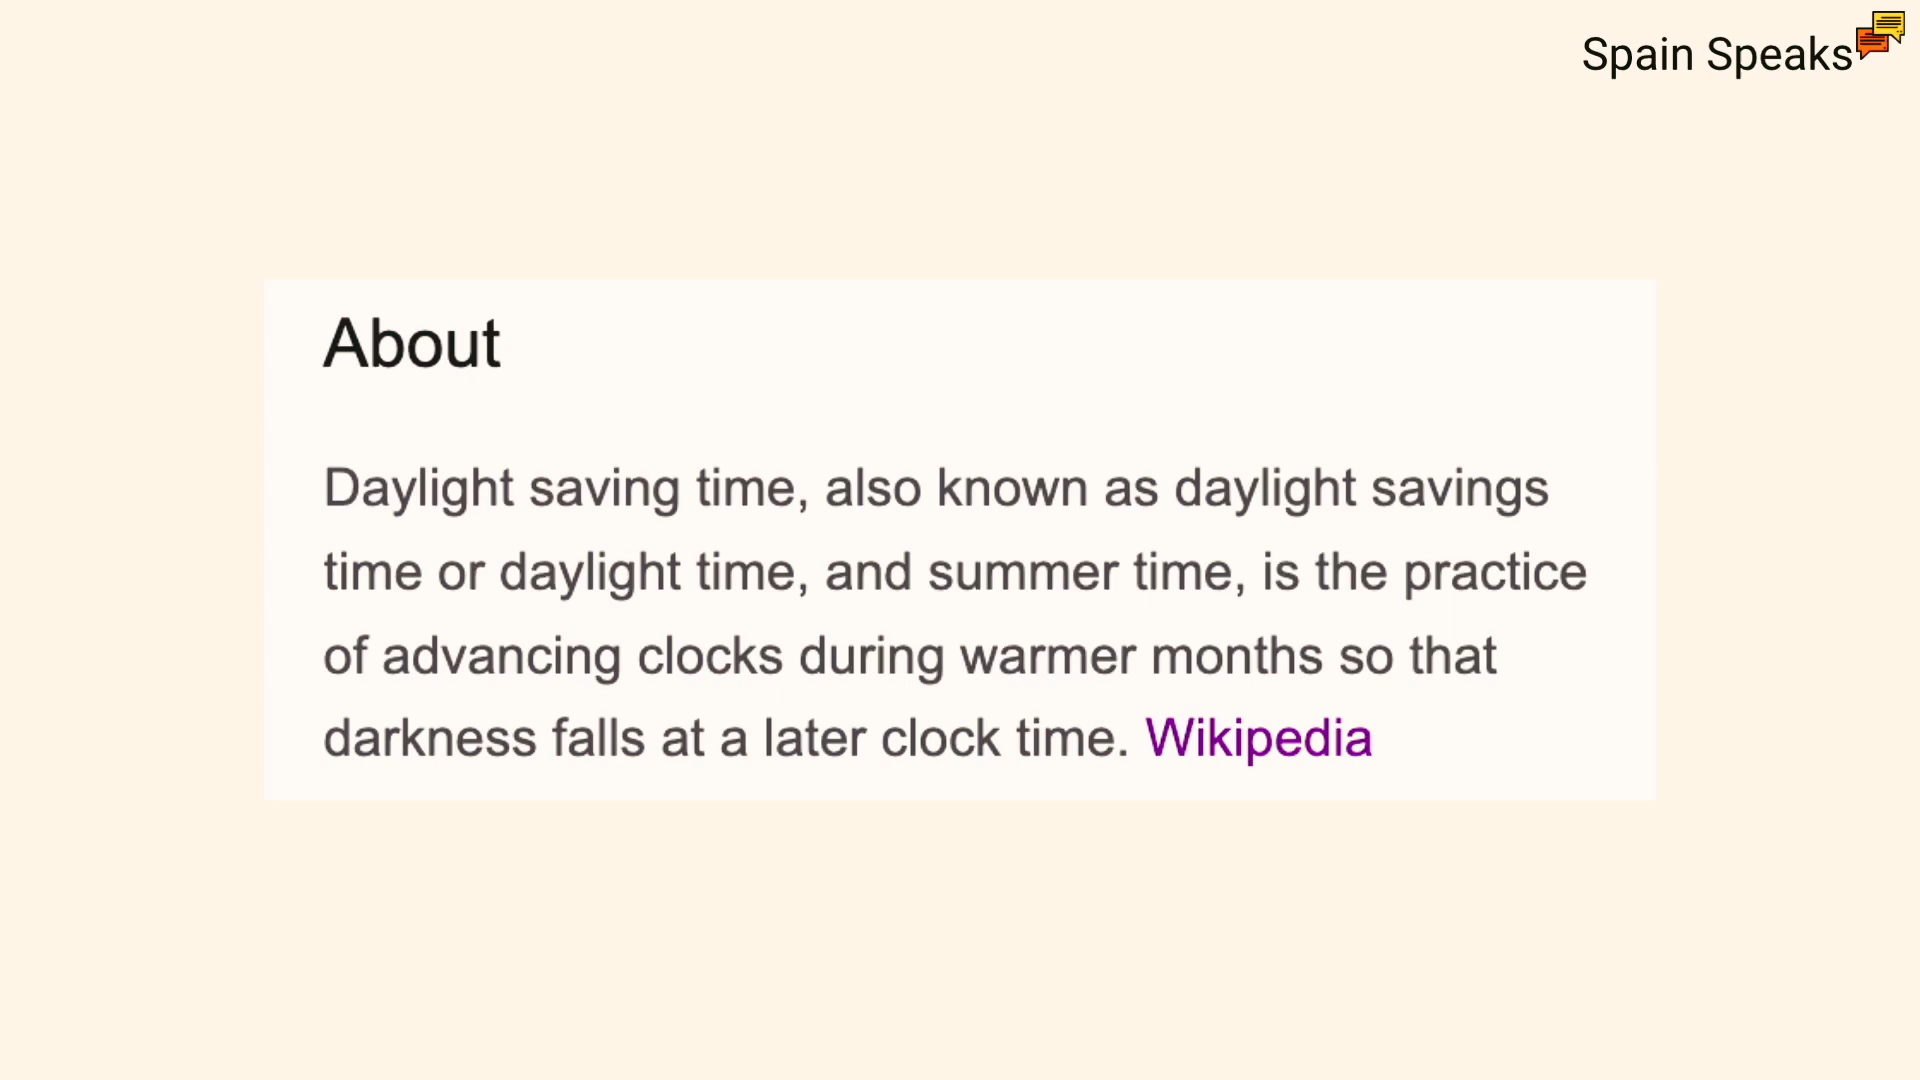 Spain Speaks
About
Daylight saving time, also known as daylight savings
time or daylight time, and summer time, is the practice
of advancing clocks during warmer months so that
darkness falls at a later clock time. Wikipedia